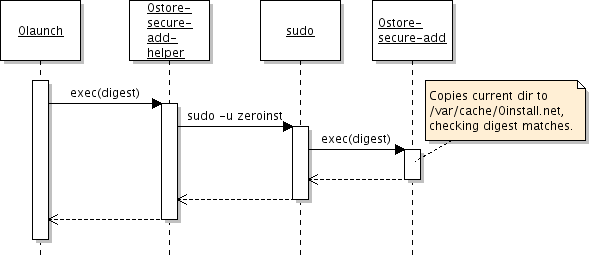 0launch
0store-
secure-
add-
helper
sudo
0store-
secure-add
exec(digest)
sudo -u zeroinst
exec(digest)
Copies current dir to
/var/cache/0install.net,
checking digest matches.